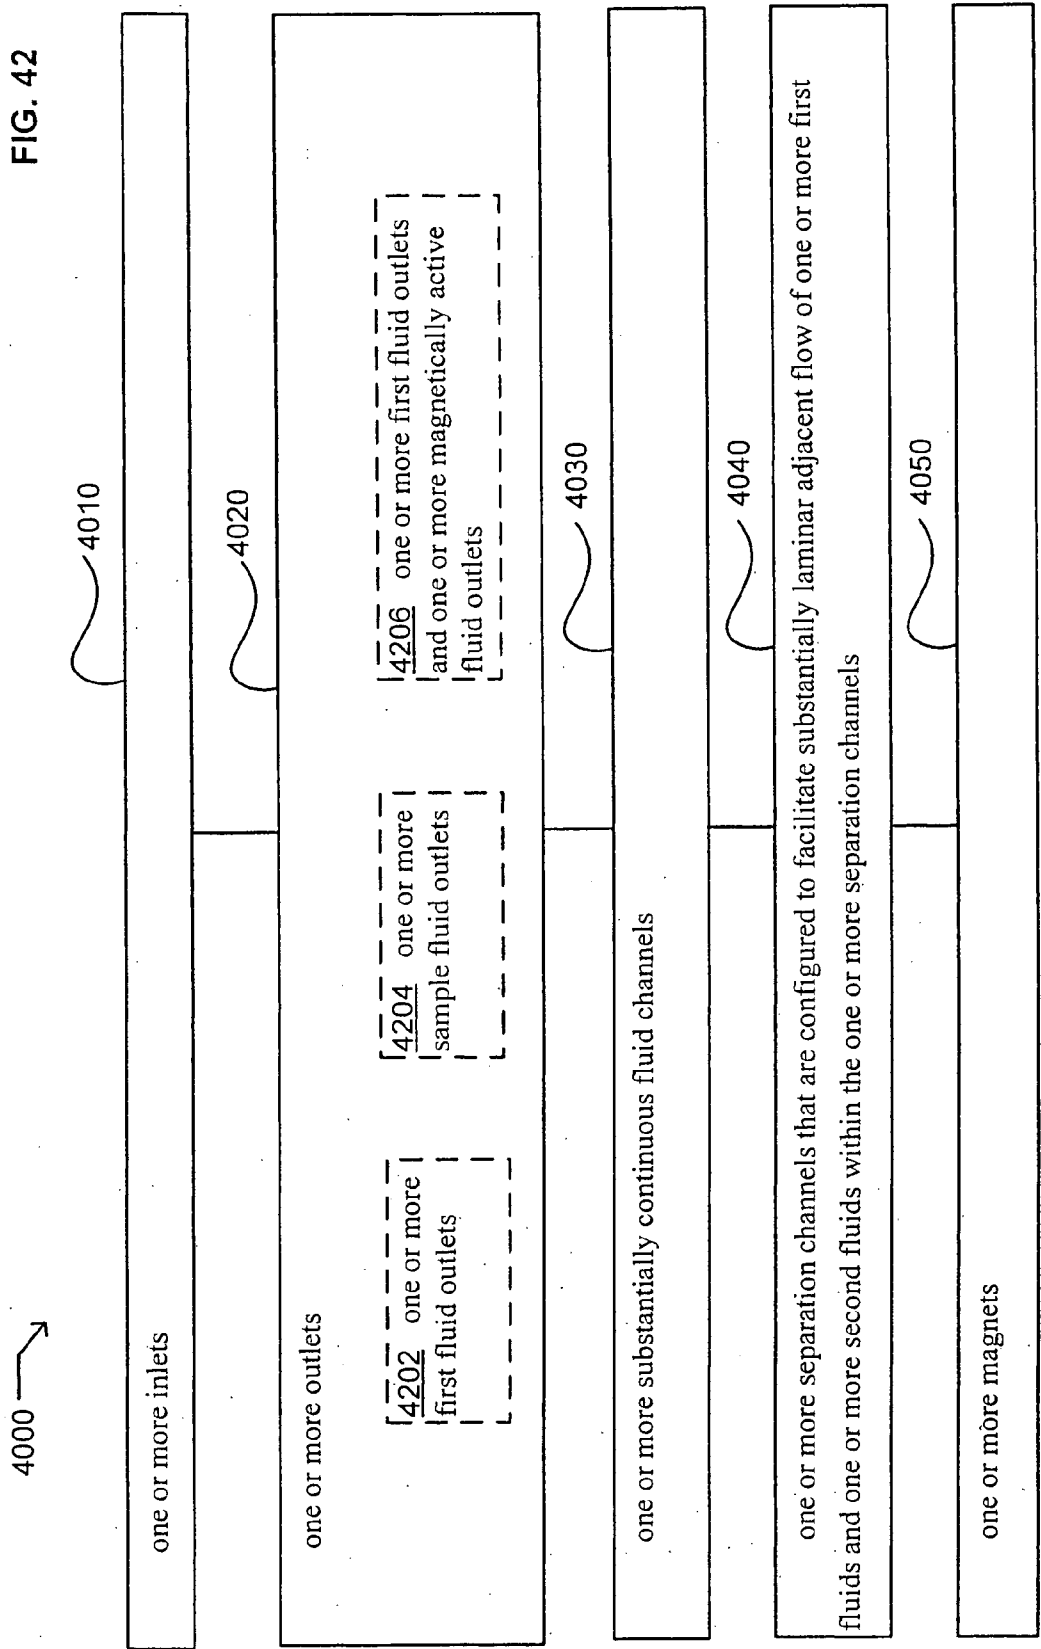 FIG. 42
4000
4010
one or more inlets
4020
one or more outlets
4202 one or more
first fluid outlets
4204 one or more
sample fluid outlets
4206 one or more first fluid outlets
and one or more magnetically active
fluid outlets
4030
one or more substantially continuous fluid channels
4040
one or more separation channels that are configured to facilitate substantially laminar adjacent flow of one or more first
fluids and one or more second fluids within the one or more separation channels
4050
one or more magnets